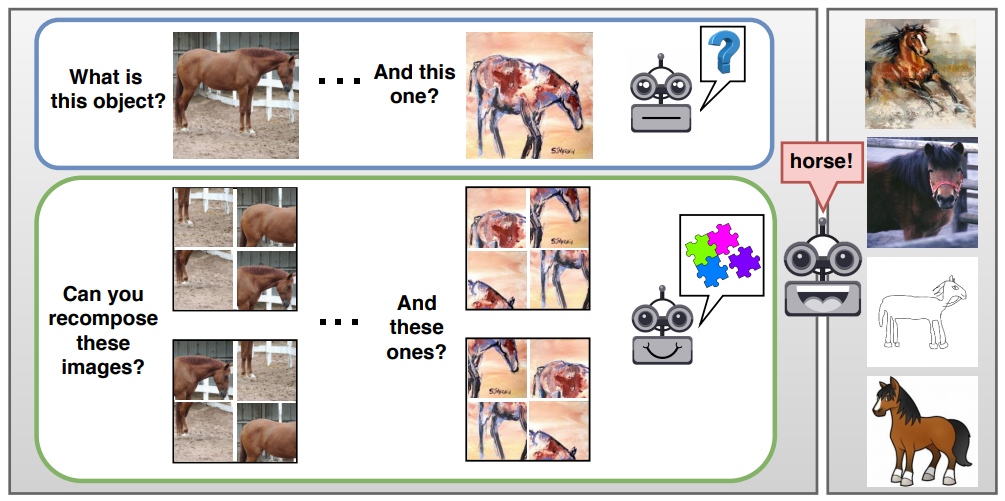 What is
this object?
And this
one?
?
horse!
Can you
recompose
these
images?
And
these
ones?